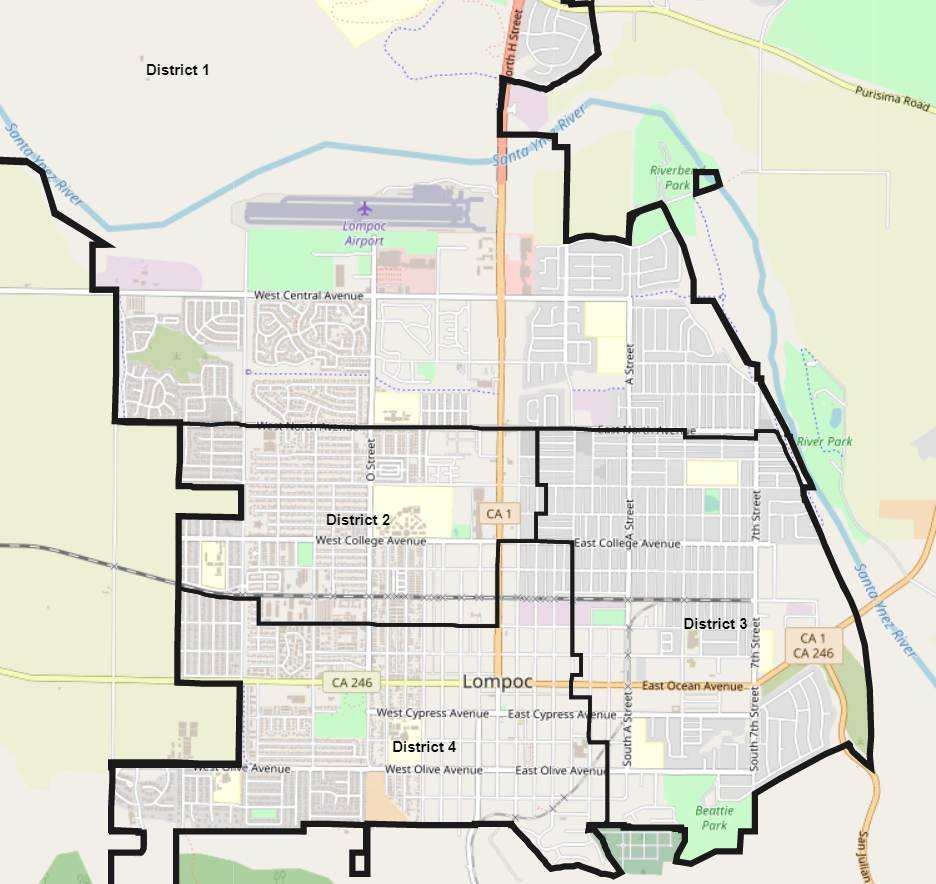 North H Street
District 1
Purisima Road
Santa Ynez River
Santa Ynez River
Riverbend
Park
Lompoc
Airport
West Central Avenue
A Street
West North Avenue
East North Avenue
River Park
O Street
CA 1
District 2
A Street
7th Street
West College Avenue
East College Avenue
Santa Ynez River
District 3
7th Street
CA 1
CA 246
CA 246
Lompoc
East Ocean Avenue
West Cypress Avenue
East Cypress Avenue
South A Street
South 7th Street
District 4
West Olive Avenue
West Olive Avenue
East Olive Avenue
Beattie
Park
San Julian